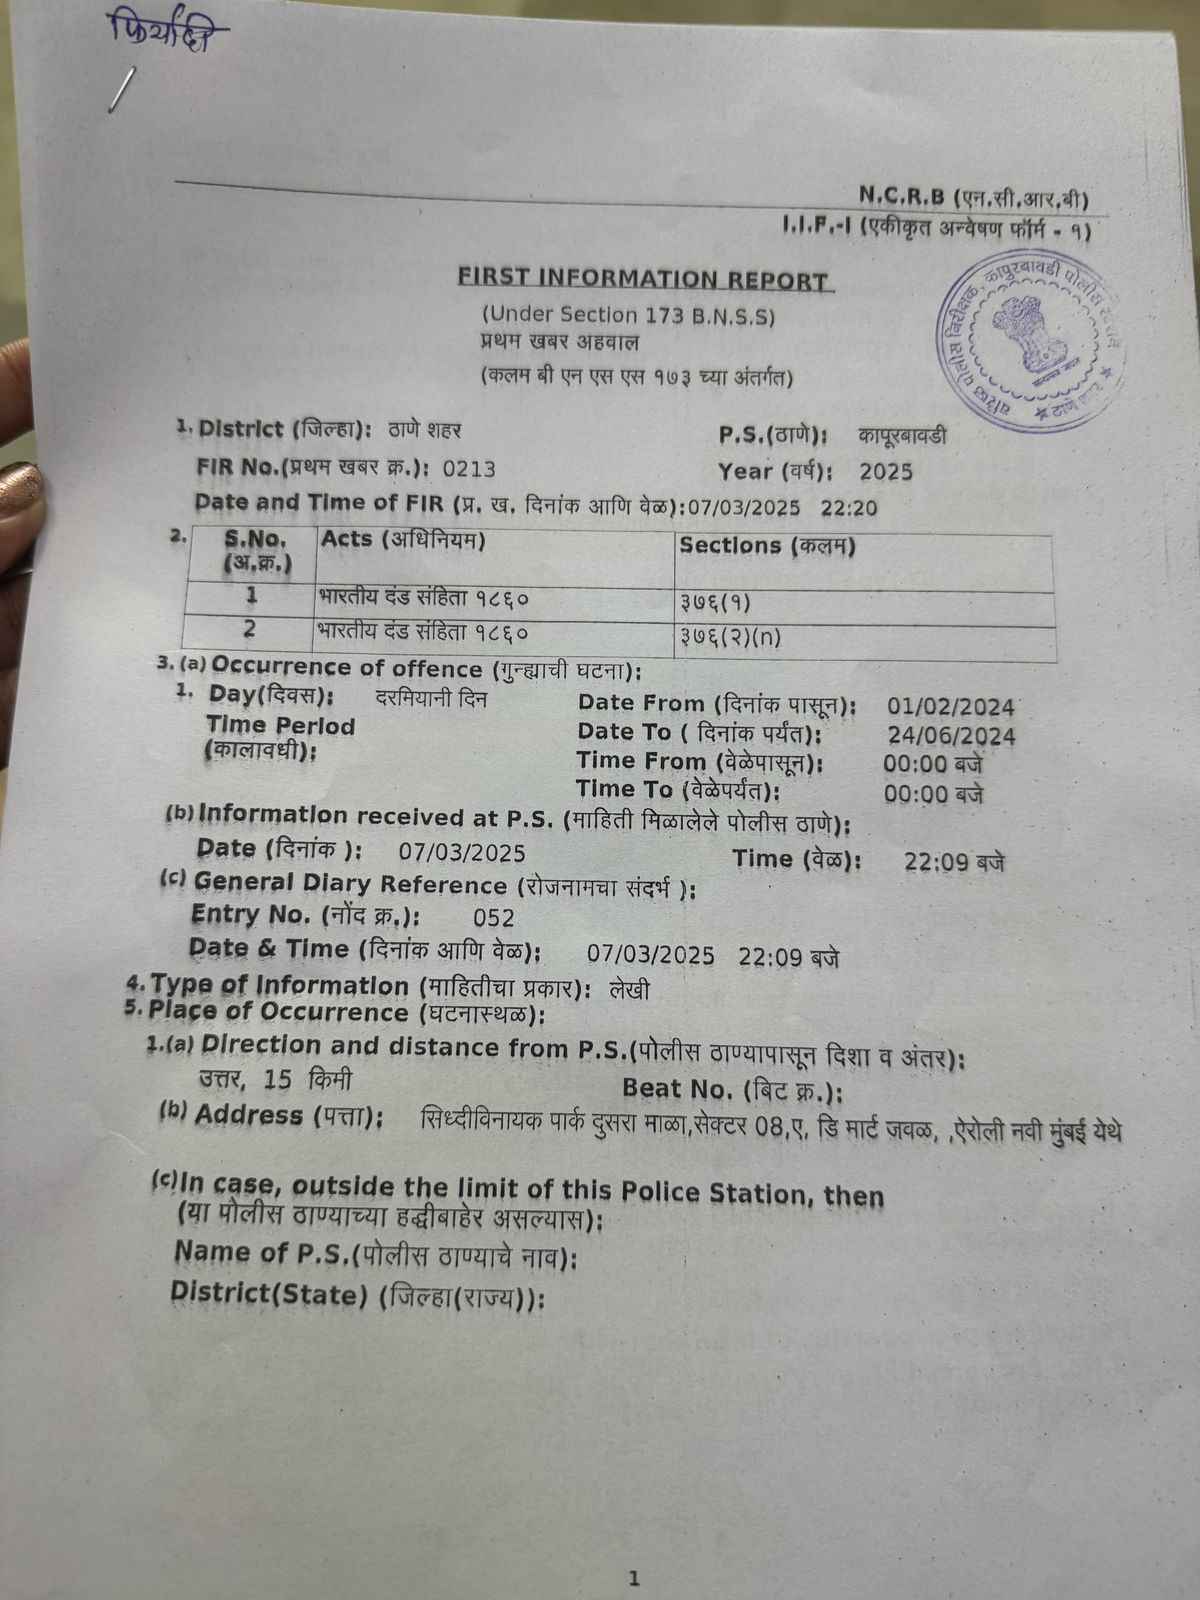 फिर्यादी
N.C.R.B (एन.सी.आर.बी)
I.I.F.-I (एकीकृत अन्वेषण फॉर्म - १)
FIRST INFORMATION REPORT
(Under Section 173 B.N.S.S)
प्रथम खबर अहवाल
(कलम बी एन एस एस १७३ च्या अंतर्गत)
वरिष्ठ पोलीस निरीक्षक, कापुरबावडी पोलीस ठाणे शहर
1. District (जिल्हा): ठाणे शहर P.S.(ठाणे): कापूरबावडी
FIR No.(प्रथम खबर क्र.): 0213 Year (वर्ष): 2025
Date and Time of FIR (प्र. ख. दिनांक आणि वेळ):07/03/2025 22:20
2. S.No. (अ.क्र.) Acts (अधिनियम) Sections (कलम)
1 भारतीय दंड संहिता १८६० ३७६(१)
2 भारतीय दंड संहिता १८६० ३७६(२)(n)
3. (a) Occurrence of offence (गुन्ह्याची घटना):
1. Day(दिवस): दरमियानी दिन Date From (दिनांक पासून): 01/02/2024
Time Period Date To ( दिनांक पर्यंत): 24/06/2024
(कालावधी): Time From (वेळेपासून): 00:00 बजे
Time To (वेळेपर्यंत): 00:00 बजे
(b) Information received at P.S. (माहिती मिळालेले पोलीस ठाणे):
Date (दिनांक ): 07/03/2025 Time (वेळ): 22:09 बजे
(c) General Diary Reference (रोजनामचा संदर्भ ):
Entry No. (नोंद क्र.): 052
Date & Time (दिनांक आणि वेळ): 07/03/2025 22:09 बजे
4. Type of Information (माहितीचा प्रकार): लेखी
5. Place of Occurrence (घटनास्थळ):
1.(a) Direction and distance from P.S.(पोलीस ठाण्यापासून दिशा व अंतर):
उत्तर, 15 किमी Beat No. (बिट क्र.):
(b) Address (पत्ता): सिध्दीविनायक पार्क दुसरा माळा,सेक्टर 08,ए, डि मार्ट जवळ, ,ऐरोली नवी मुंबई येथे
(c)In case, outside the limit of this Police Station, then
(या पोलीस ठाण्याच्या हद्दीबाहेर असल्यास):
Name of P.S.(पोलीस ठाण्याचे नाव):
District(State) (जिल्हा(राज्य)):
1